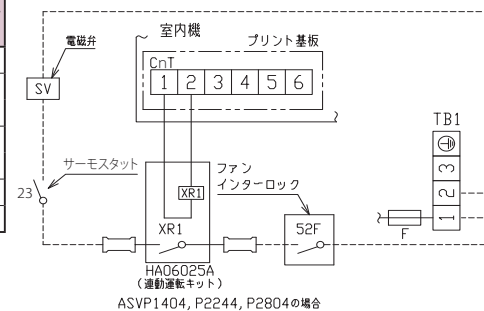 室内機
電磁弁
プリント基板
CnT
1 2 3 4 5 6
SV
TB1
3
2
1
サーモスタット
ファン
インターロック
23
XR1
XR1
52F
F
HA06025A
(連動運転キット)
ASVP1404, P2244, P2804の場合